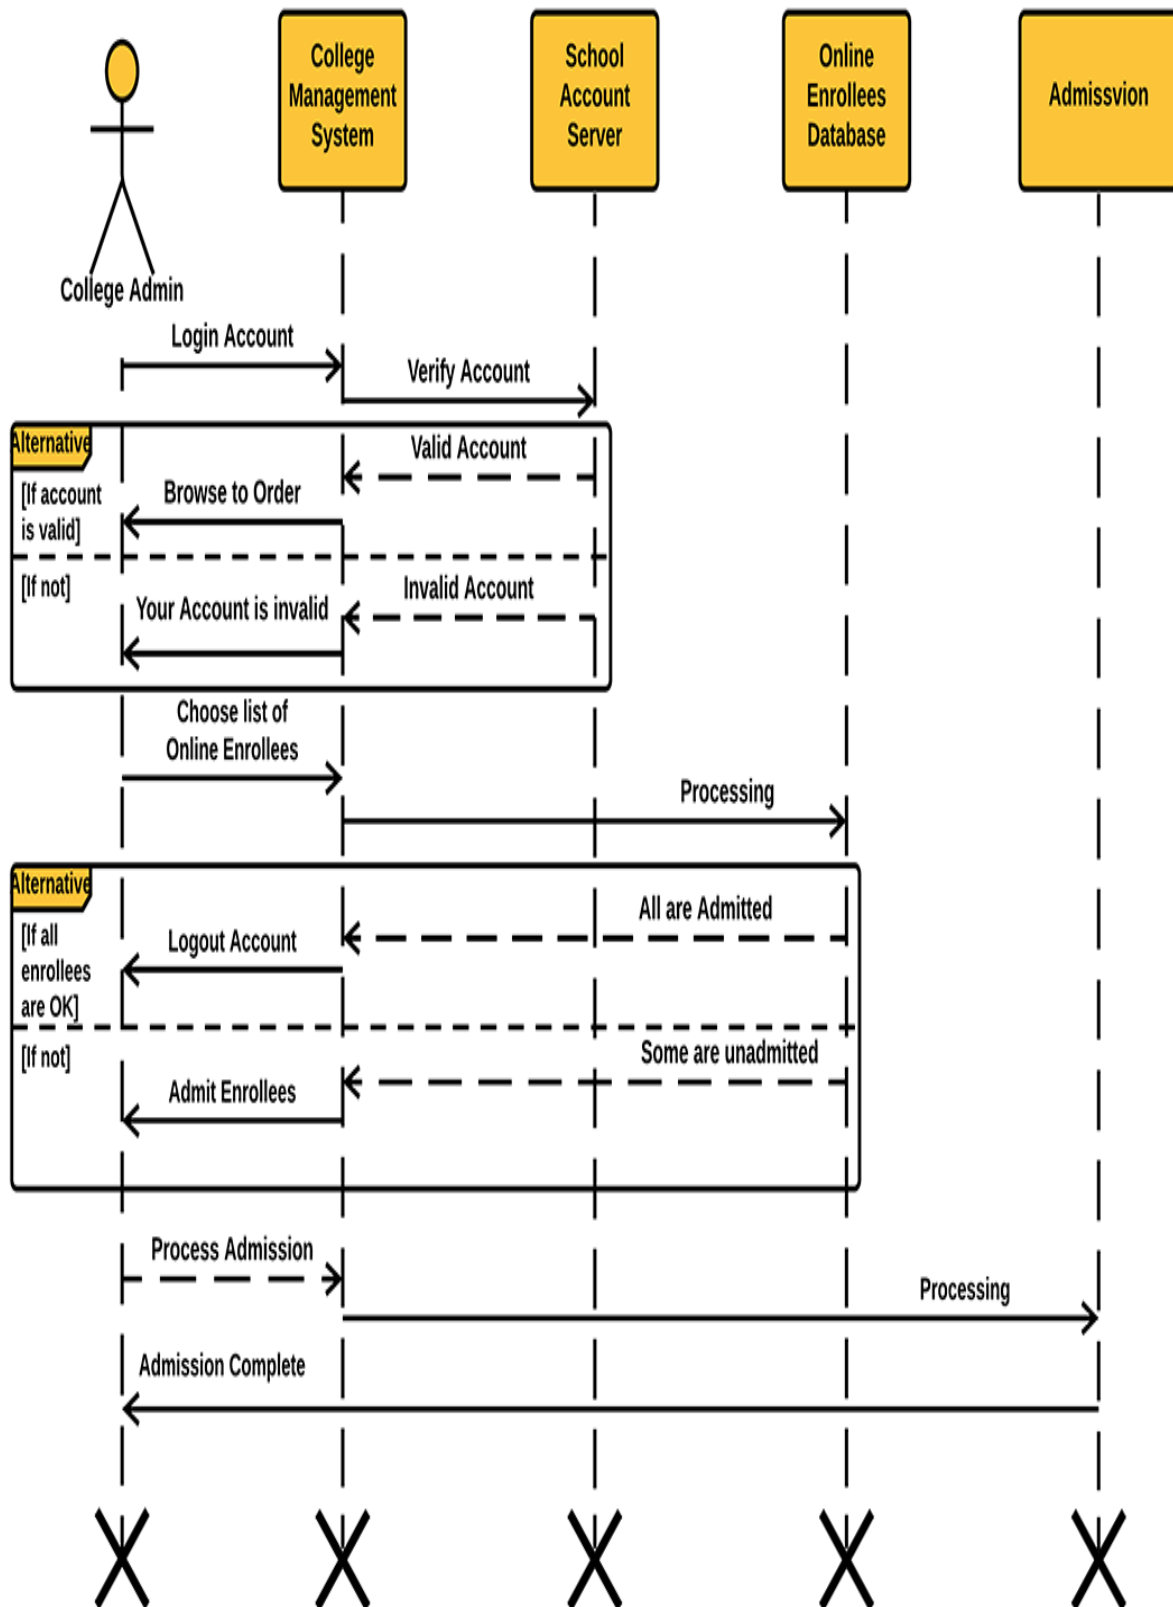 College
Management
System
School
Account
Server
Online
Enrollees
Database
Admissvion
College Admin
Login Account
Verify Account
Alternative
Valid Account
[If account
is valid]
Browse to Order
[If not]
Invalid Account
Your Account is invalid
Choose list of
Online Enrollees
Processing
Alternative
All are Admitted
[If all
enrollees
are OK]
Logout Account
[If not]
Some are unadmitted
Admit Enrollees
Process Admission
Processing
Admission Complete